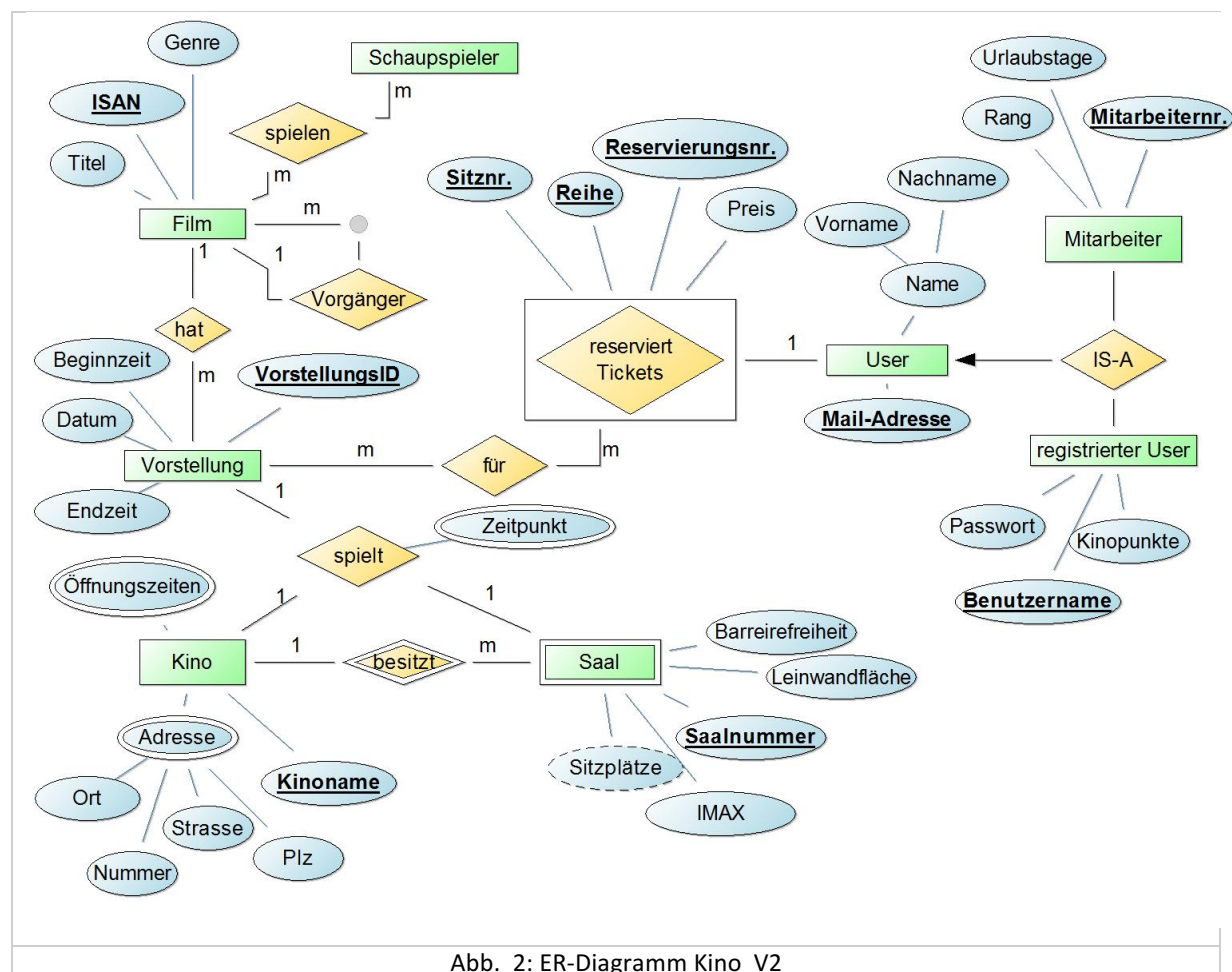 Genre
Schaupspieler
Urlaubstage
m
ISAN
Rang
Mitarbeiternr.
spielen
Reservierungsnr.
Titel
Sitznr.
Reihe
Nachname
m
Preis
Film
m
Vorname
Mitarbeiter
1
1
Name
Vorgänger
hat
reserviert
Tickets
1
User
IS-A
Beginnzeit
m
VorstellungsID
Datum
Mail-Adresse
m
m
registrierter User
Vorstellung
für
1
Endzeit
Zeitpunkt
Passwort
Kinopunkte
spielt
Öffnungszeiten
1
1
Benutzername
Barreirefreiheit
1
m
Kino
besitzt
Saal
Leinwandfläche
Adresse
Saalnummer
Sitzplätze
Kinoname
Ort
IMAX
Strasse
Plz
Nummer
Abb. 2: ER-Diagramm Kino_V2